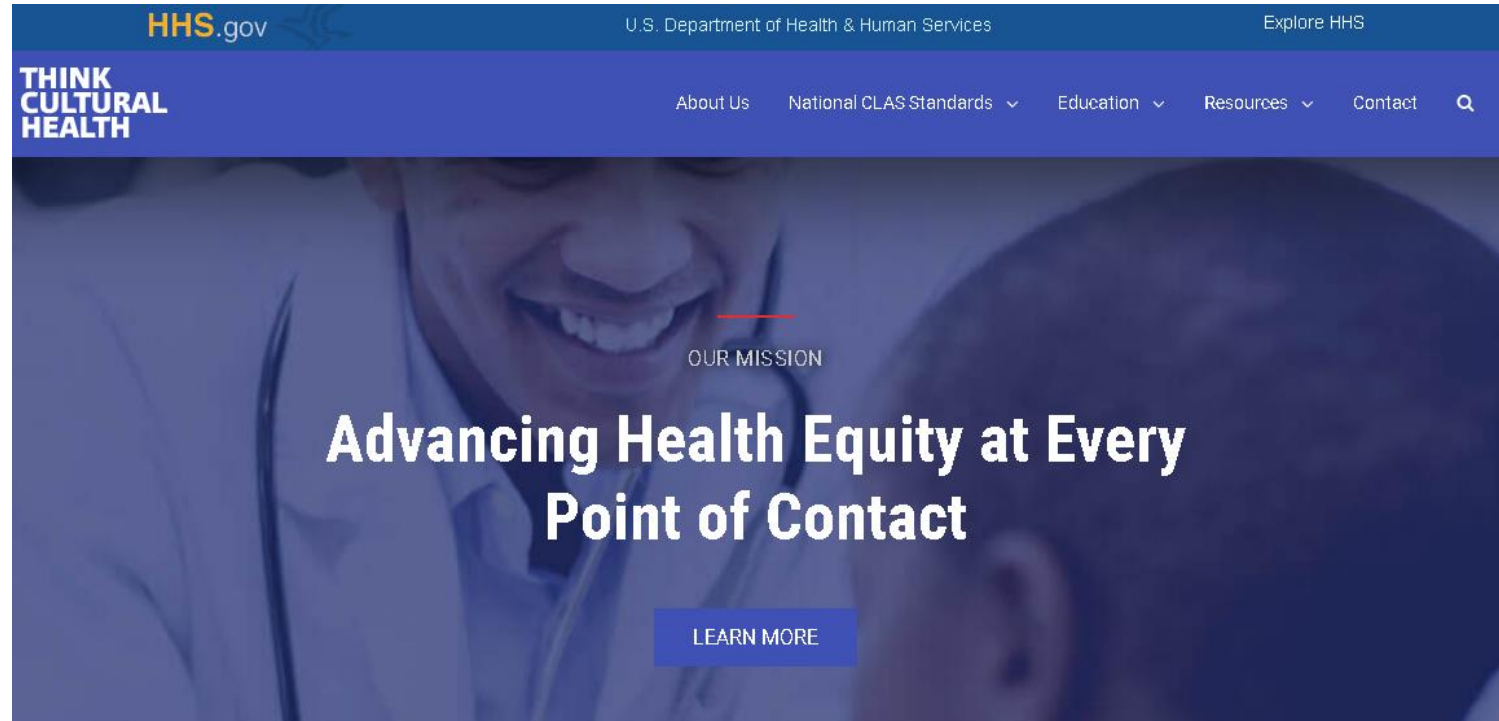 HHS.gov
U.S. Department of Health & Human Services
Explore HHS
THINK
CULTURAL
HEALTH
About Us
National CLAS Standards
Education
Resources
Contact
OUR MISSION
Advancing Health Equity at Every
Point of Contact
LEARN MORE